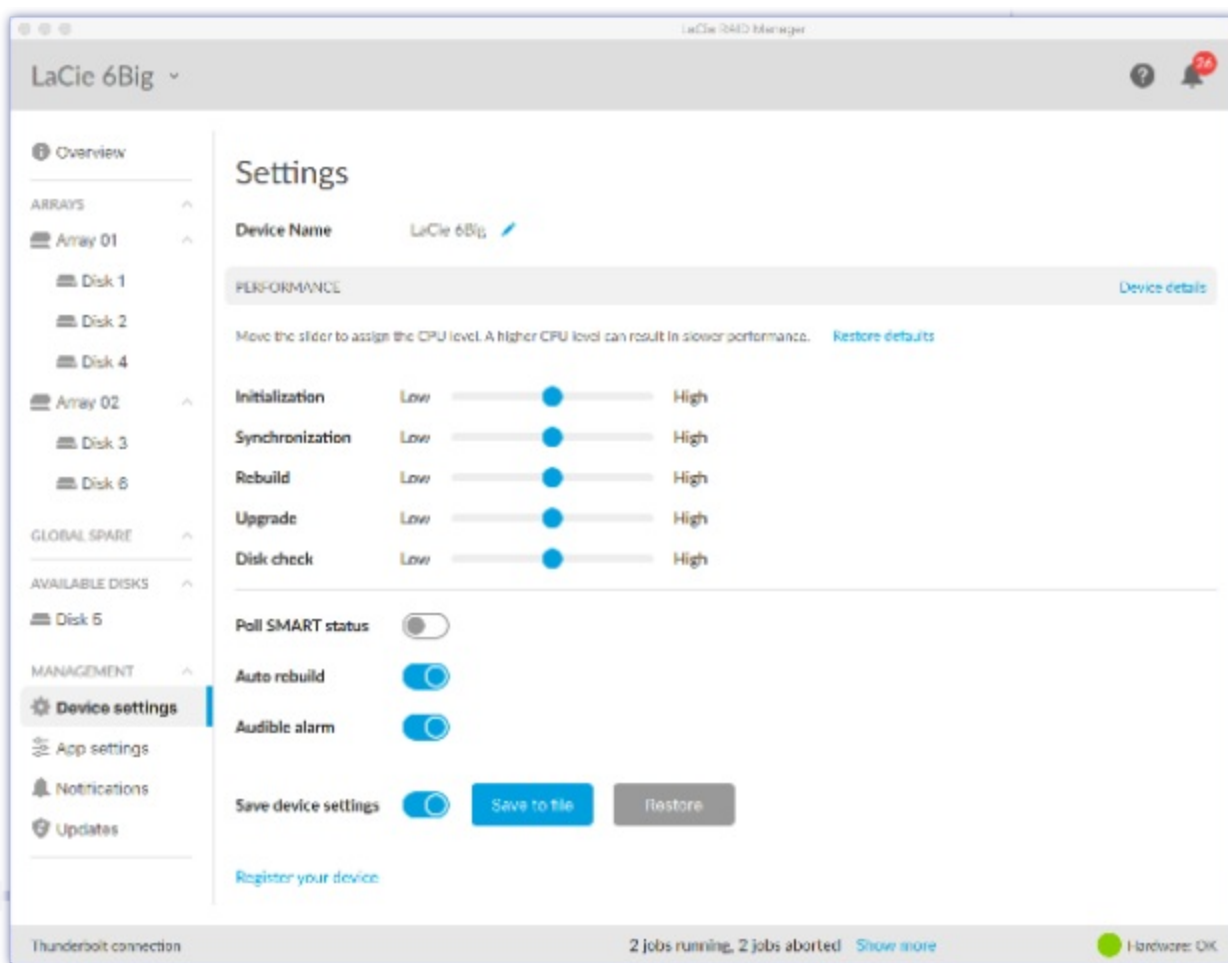 LaCie RAID Manager
LaCie 6Big
26
Overview
Settings
ARRAYS
Device Name LaCie 6Big
Array 01
Disk 1
PERFORMANCE Device details
Disk 2
Move the slider to assign the CPU level. A higher CPU level can result in slower performance. Restore defaults
Disk 4
Array 02
Initialization Low High
Disk 3
Synchronization Low High
Disk 6
Rebuild Low High
GLOBAL SPARE
Upgrade Low High
Disk check Low High
AVAILABLE DISKS
Disk 5
Poll SMART status
MANAGEMENT
Auto rebuild
Device settings
Audible alarm
App settings
Notifications
Save device settings Save to file Restore
Updates
Register your device
Thunderbolt connection 2 jobs running, 2 jobs aborted Show more Hardware: OK